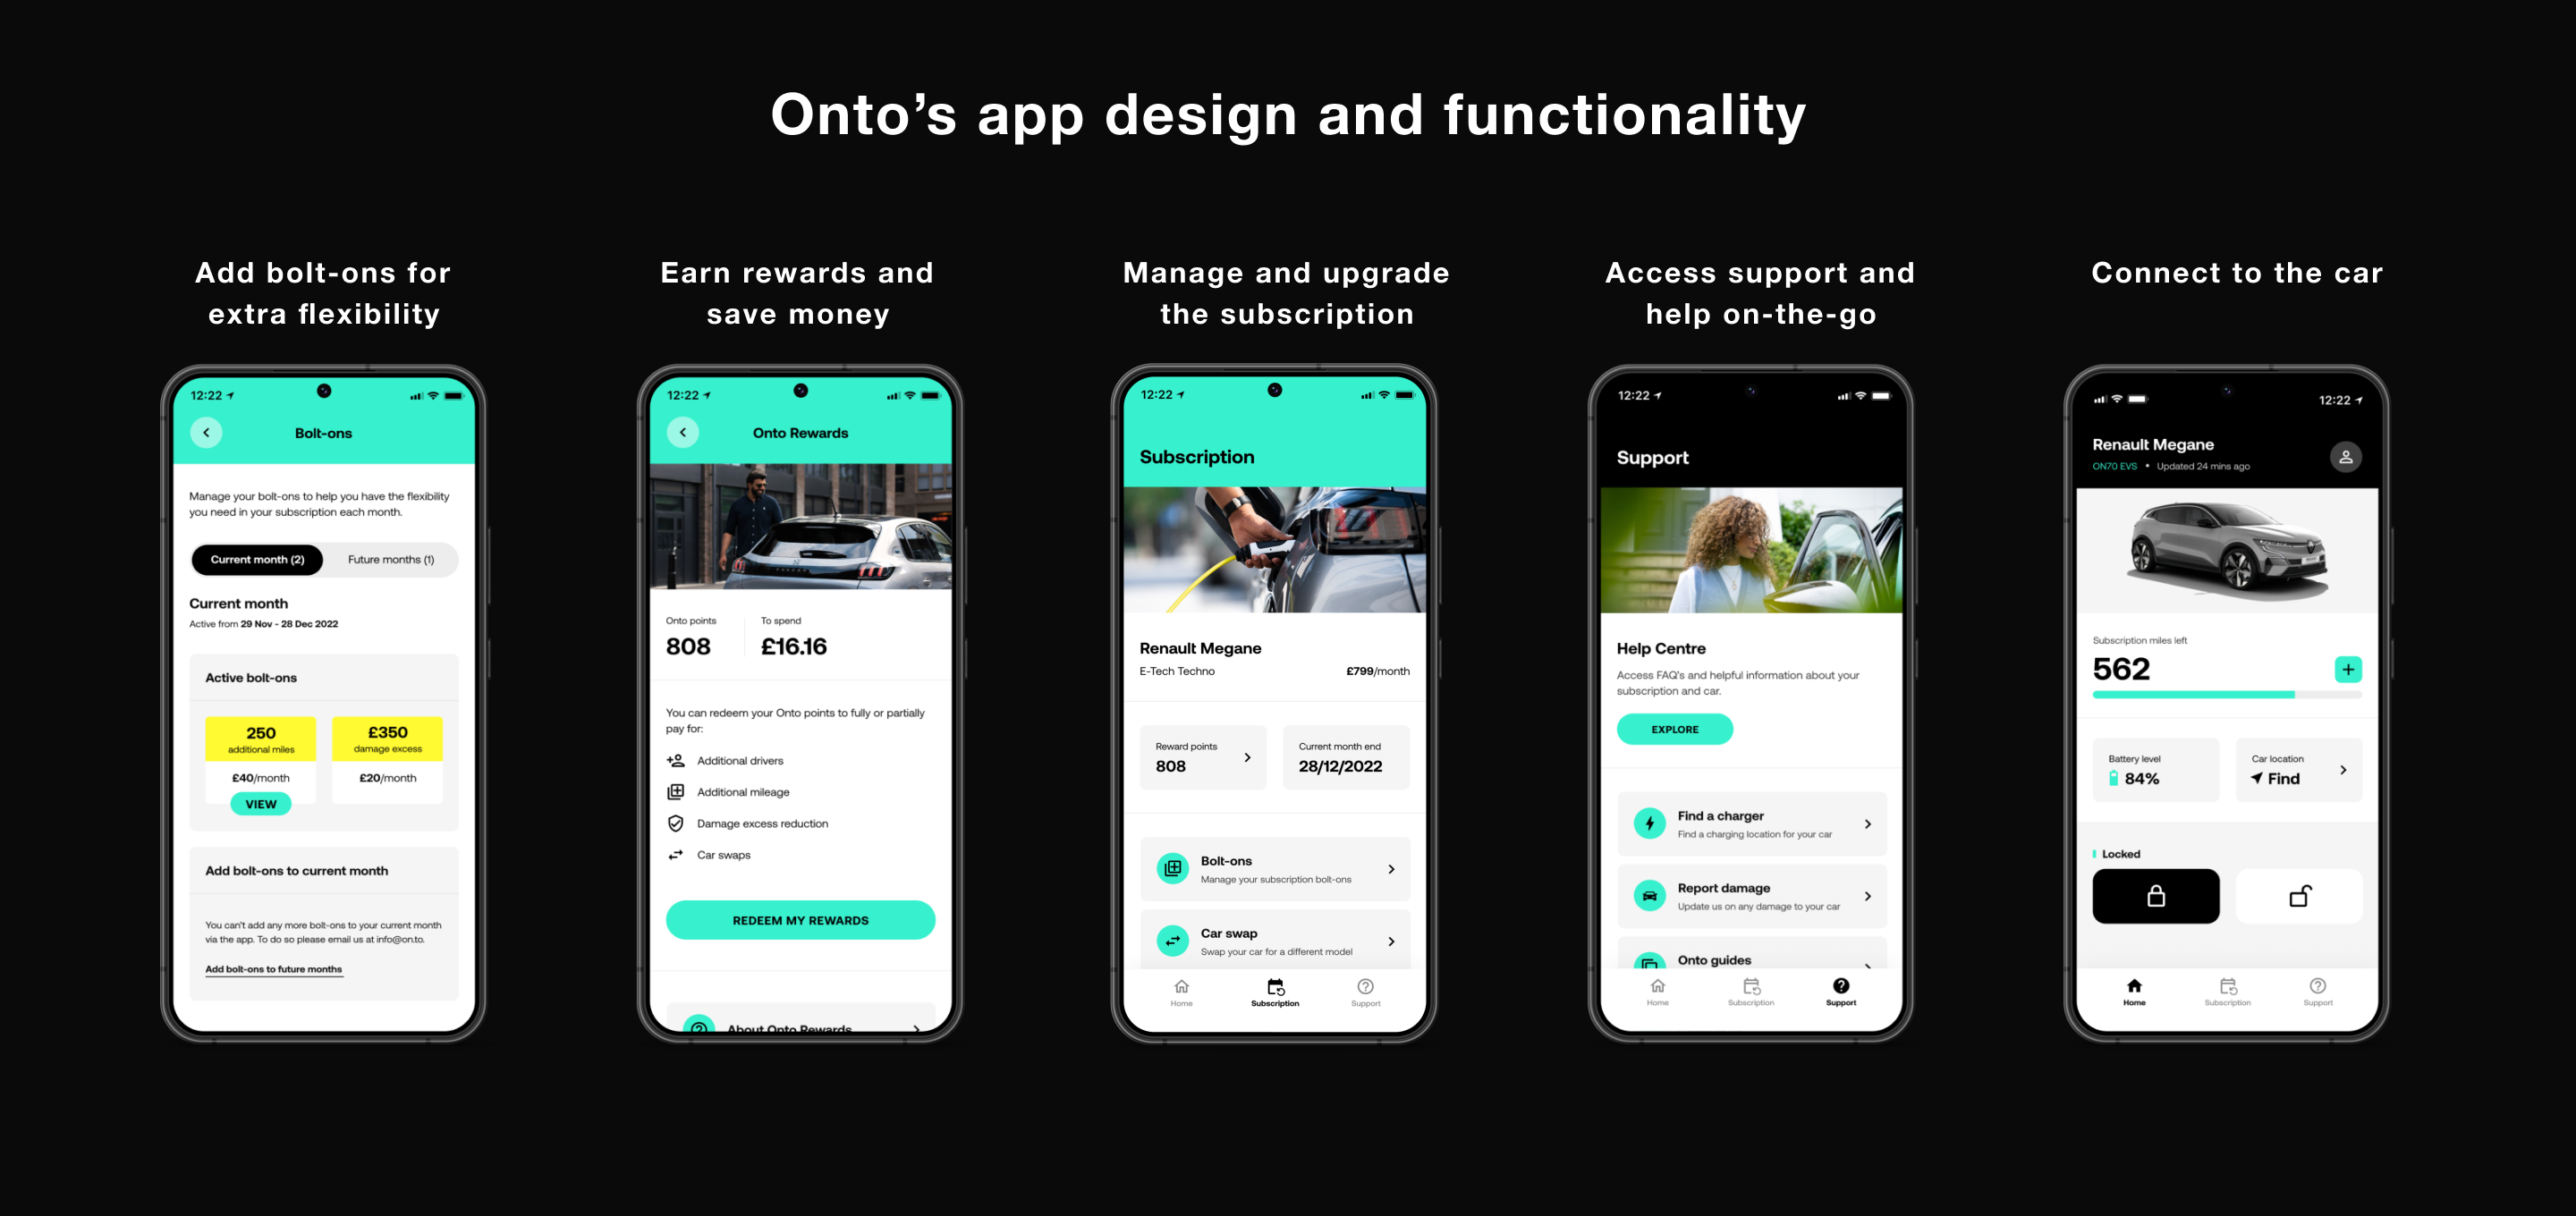 Onto’s app design and functionality
Add bolt-ons for
extra flexibility
12:22
Bolt-ons
Manage your bolt-ons to help you have the flexibility
you need in your subscription each month.
Current month (2)
Future months (1)
Current month
Active from 29 Nov - 28 Dec 2022
Active bolt-ons
250
additional miles
£40/month
VIEW
£350
damage excess
£20/month
Add bolt-ons to current month
You can't add any more bolt-ons to your current month
via the app. To do so please email us at info@on.to.
Add bolt-ons to future months
Earn rewards and
save money
12:22
Onto Rewards
Onto points
808
To spend
£16.16
You can redeem your Onto points to fully or partially
pay for:
Additional drivers
Additional mileage
Damage excess reduction
Car swaps
REDEEM MY REWARDS
About Onto Rewards
Manage and upgrade
the subscription
12:22
Subscription
Renault Megane
E-Tech Techno
£799/month
Reward points
808
Current month end
28/12/2022
Bolt-ons
Manage your subscription bolt-ons
Car swap
Swap your car for a different model
Home
Subscription
Support
Access support and
help on-the-go
12:22
Support
Help Centre
Access FAQ's and helpful information about your
subscription and car.
EXPLORE
Find a charger
Find a charging location for your car
Report damage
Update us on any damage to your car
Onto guides
Home
Subscription
Support
Connect to the car
12:22
Renault Megane
ON70 EVS • Updated 24 mins ago
Subscription miles left
562
Battery level
84%
Car location
Find
Locked
Home
Subscription
Support